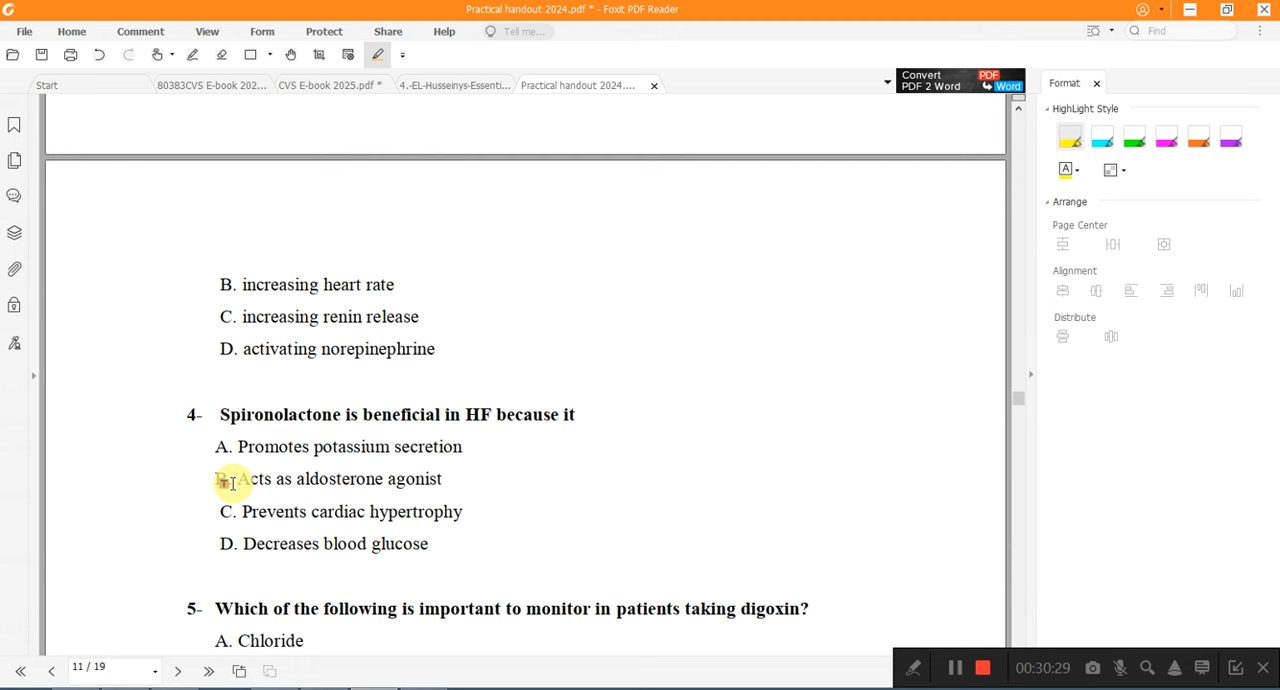 Practical handout 2024.pdf * - Foxit PDF Reader
File Home Comment View Form Protect Share Help Tell me...
Find
Start
80383CVS E-book 202...
CVS E-book 2025.pdf *
4.-EL-Husseinys-Essenti...
Practical handout 2024....
Convert PDF
PDF 2 Word Word
Format
HighLight Style
A
Arrange
Page Center
Alignment
Distribute
B. increasing heart rate
C. increasing renin release
D. activating norepinephrine
4- Spironolactone is beneficial in HF because it
A. Promotes potassium secretion
B. Acts as aldosterone agonist
C. Prevents cardiac hypertrophy
D. Decreases blood glucose
5- Which of the following is important to monitor in patients taking digoxin?
A. Chloride
11 / 19
00:30:29